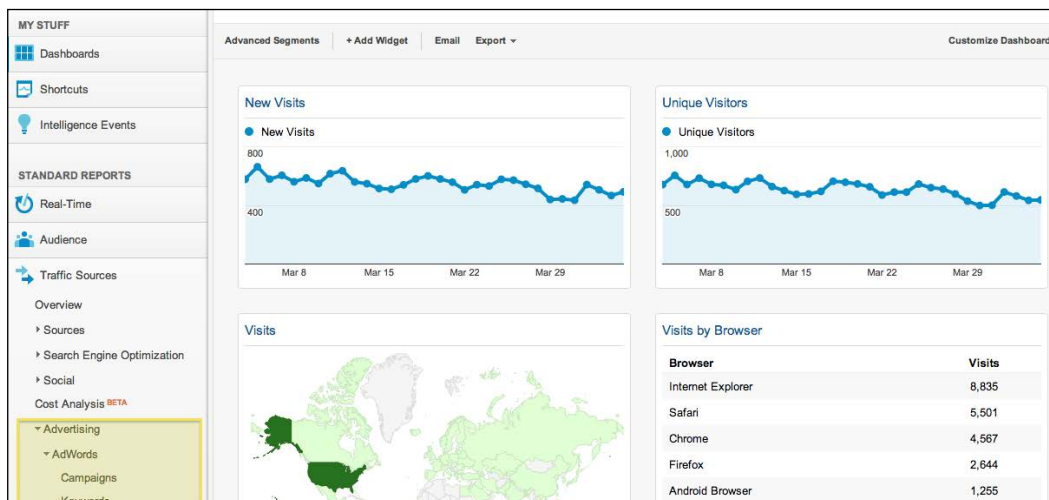 MY STUFF
Dashboards
Shortcuts
Intelligence Events
STANDARD REPORTS
Real-Time
Audience
Traffic Sources
Overview
Sources
Search Engine Optimization
Social
Cost Analysis BETA
Advertising
AdWords
Campaigns
Keywords
Advanced Segments + Add Widget Email Export Customize Dashboard
New Visits
New Visits
800
400
Mar 8 Mar 15 Mar 22 Mar 29
Unique Visitors
Unique Visitors
1,000
500
Mar 8 Mar 15 Mar 22 Mar 29
Visits
Visits by Browser
Browser Visits
Internet Explorer 8,835
Safari 5,501
Chrome 4,567
Firefox 2,644
Android Browser 1,255